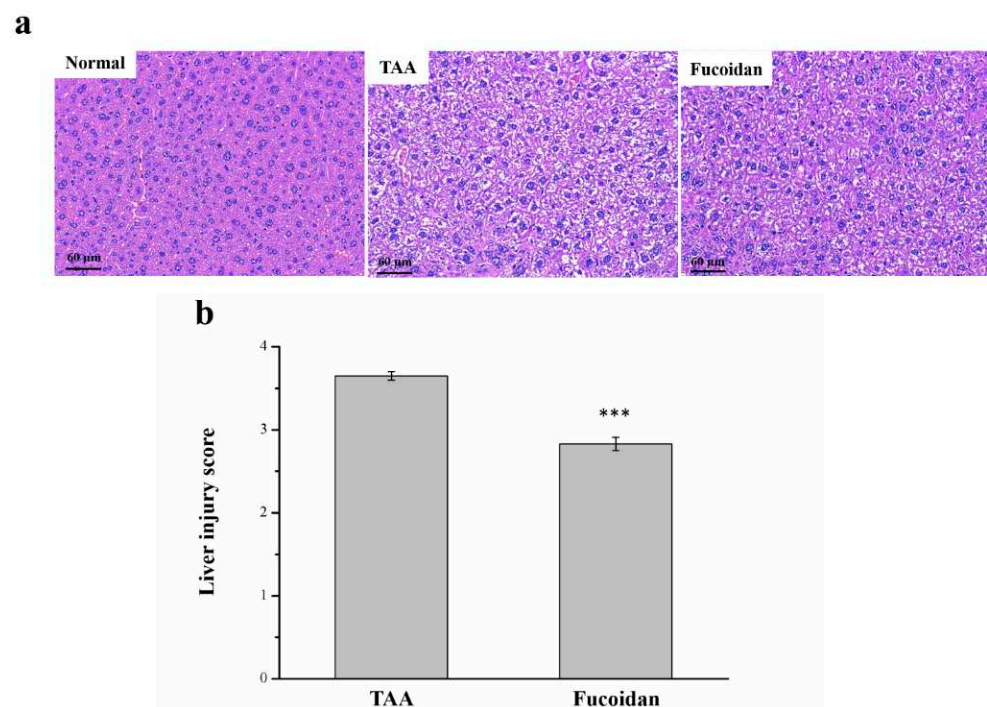 a
Normal
TAA
Fucoidan
60 µm
60 µm
60 µm
b
4
3
2
1
0
***
Liver injury score
TAA
Fucoidan